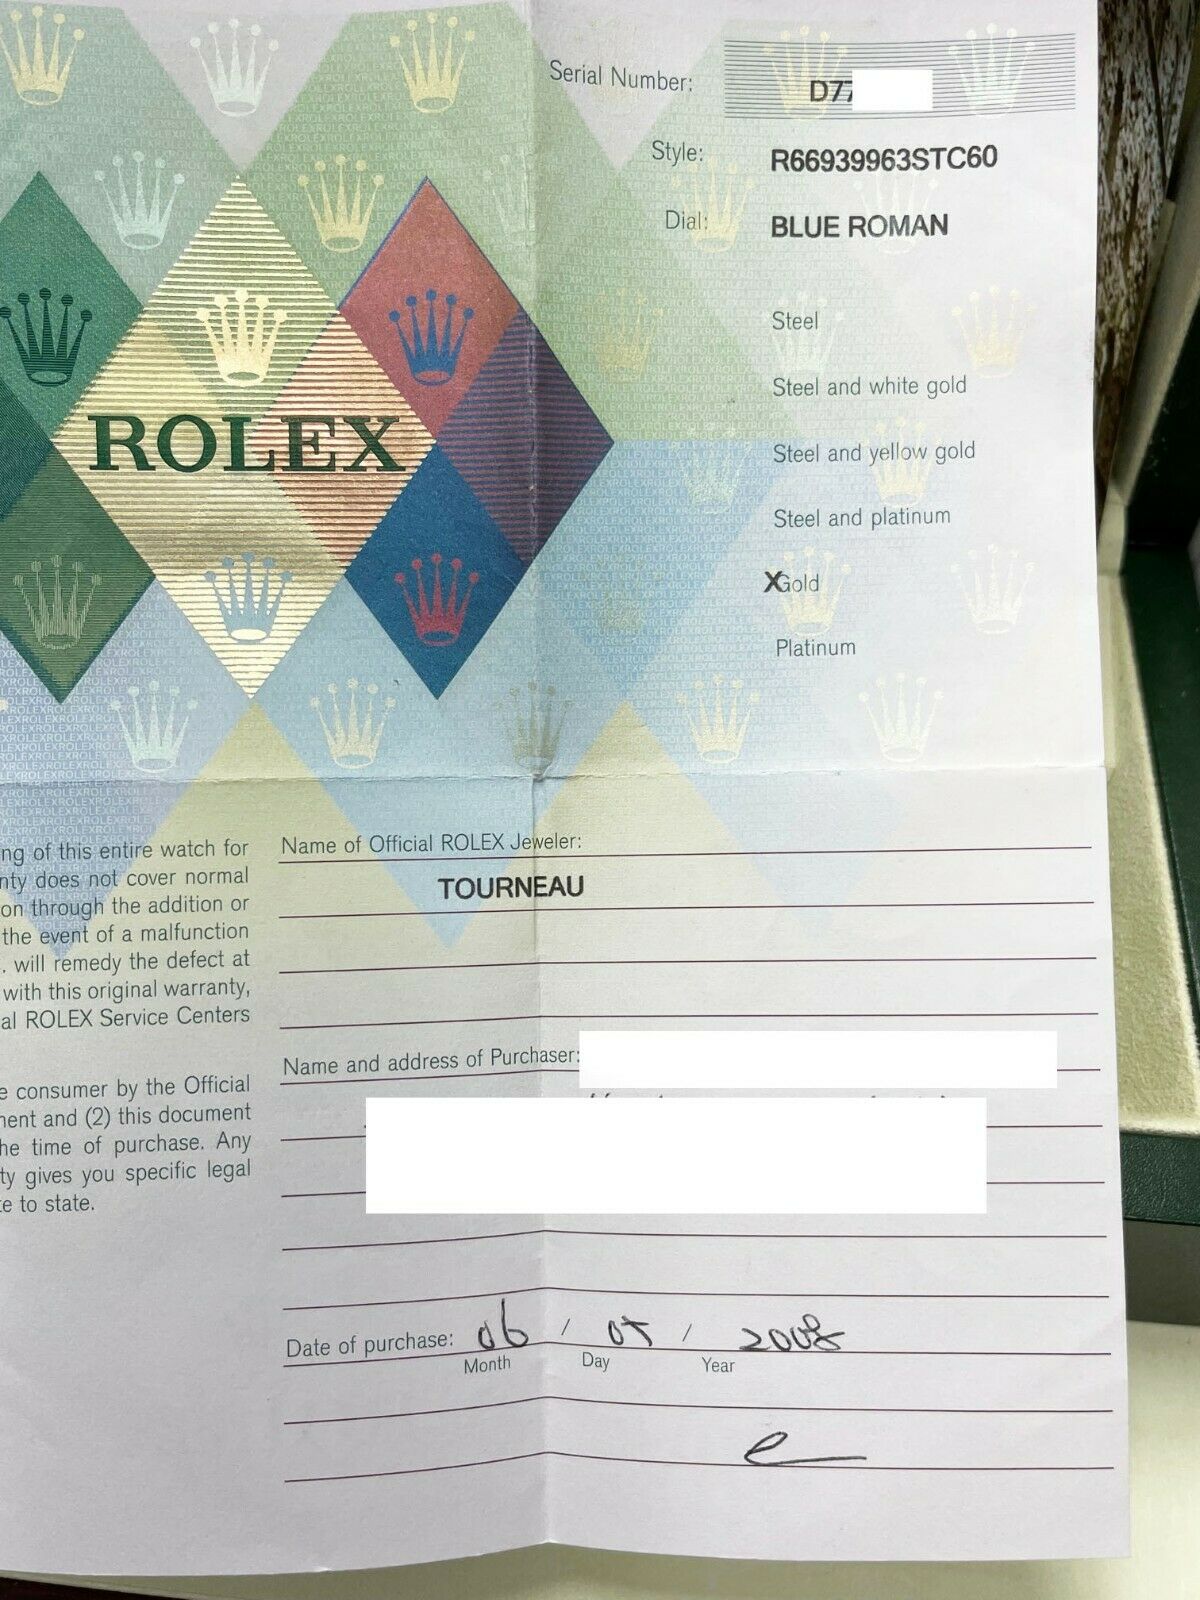 Serial Number: D77
Style: R66939963STC60
Dial: BLUE ROMAN
Steel
Steel and white gold
Steel and yellow gold
Steel and platinum
X Gold
Platinum
ROLEX
ng of this entire watch for
nty does not cover normal
on through the addition or
the event of a malfunction
. will remedy the defect at
with this original warranty,
al ROLEX Service Centers
e consumer by the Official
ment and (2) this document
he time of purchase. Any
ty gives you specific legal
te to state.
Name of Official ROLEX Jeweler:
TOURNEAU
Name and address of Purchaser:
Date of purchase: 06 / 05 / 2008
Month Day Year